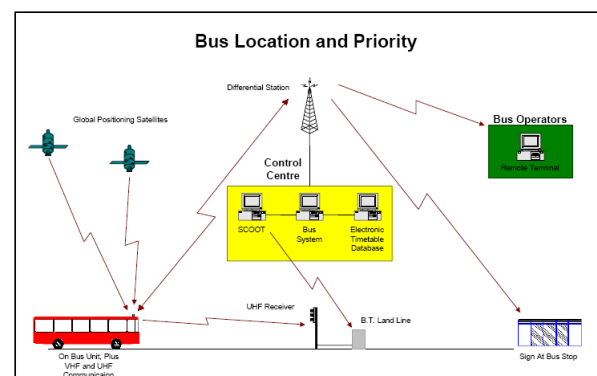 Bus Location and Priority
Differential Station
Global Positioning Satellites
Bus Operators
Remote Terminal
Control
Centre
SCOOT
Bus
System
Electronic
Timetable
Database
UHF Receiver
B.T. Land Line
On Bus Unit, Plus
VHF and UHF
Communicaion
Sign At Bus Stop